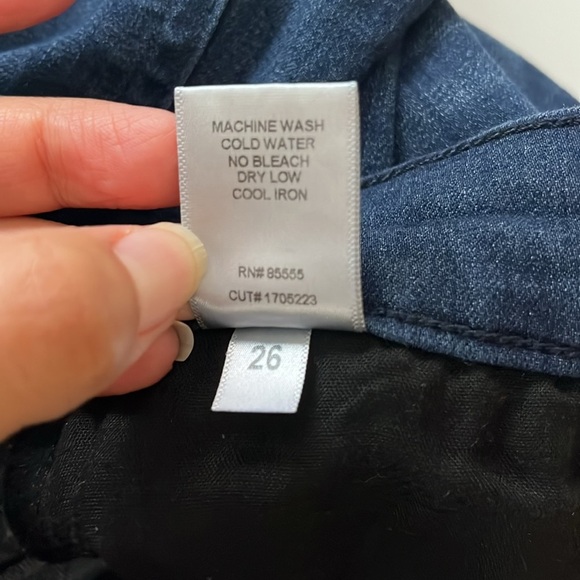 MACHINE WASH
COLD WATER
NO BLEACH
DRY LOW
COOL IRON
RN# 85555
CUT# 1705223
26